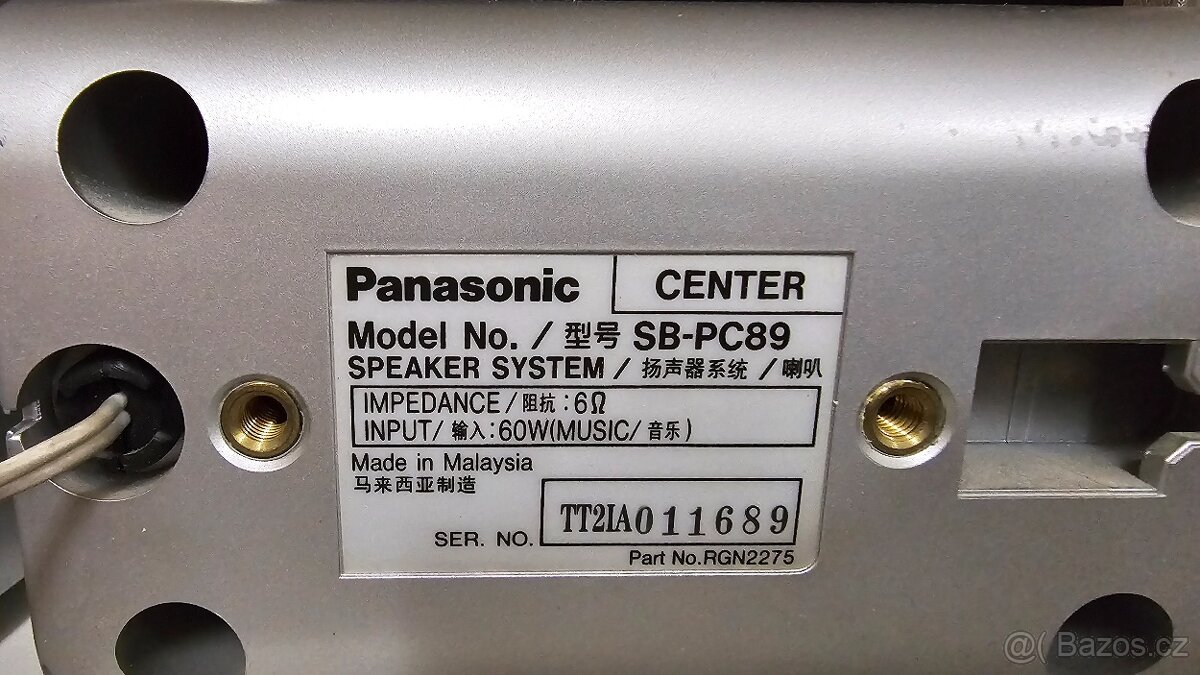 Panasonic CENTER
Model No. / 型号 SB-PC89
SPEAKER SYSTEM / 扬声器系统 / 喇叭
IMPEDANCE / 阻抗 : 6Ω
INPUT / 输入 : 60W(MUSIC/ 音乐)
Made in Malaysia
马来西亚制造
SER. NO. TT2IA011689
Part No.RGN2275
@( Bazos.cz